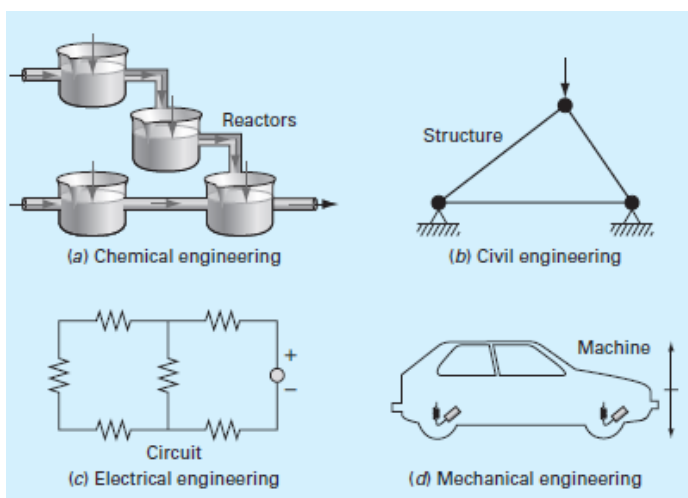 Reactors
(a) Chemical engineering
Structure
(b) Civil engineering
+
−
Circuit
(c) Electrical engineering
Machine
(d) Mechanical engineering